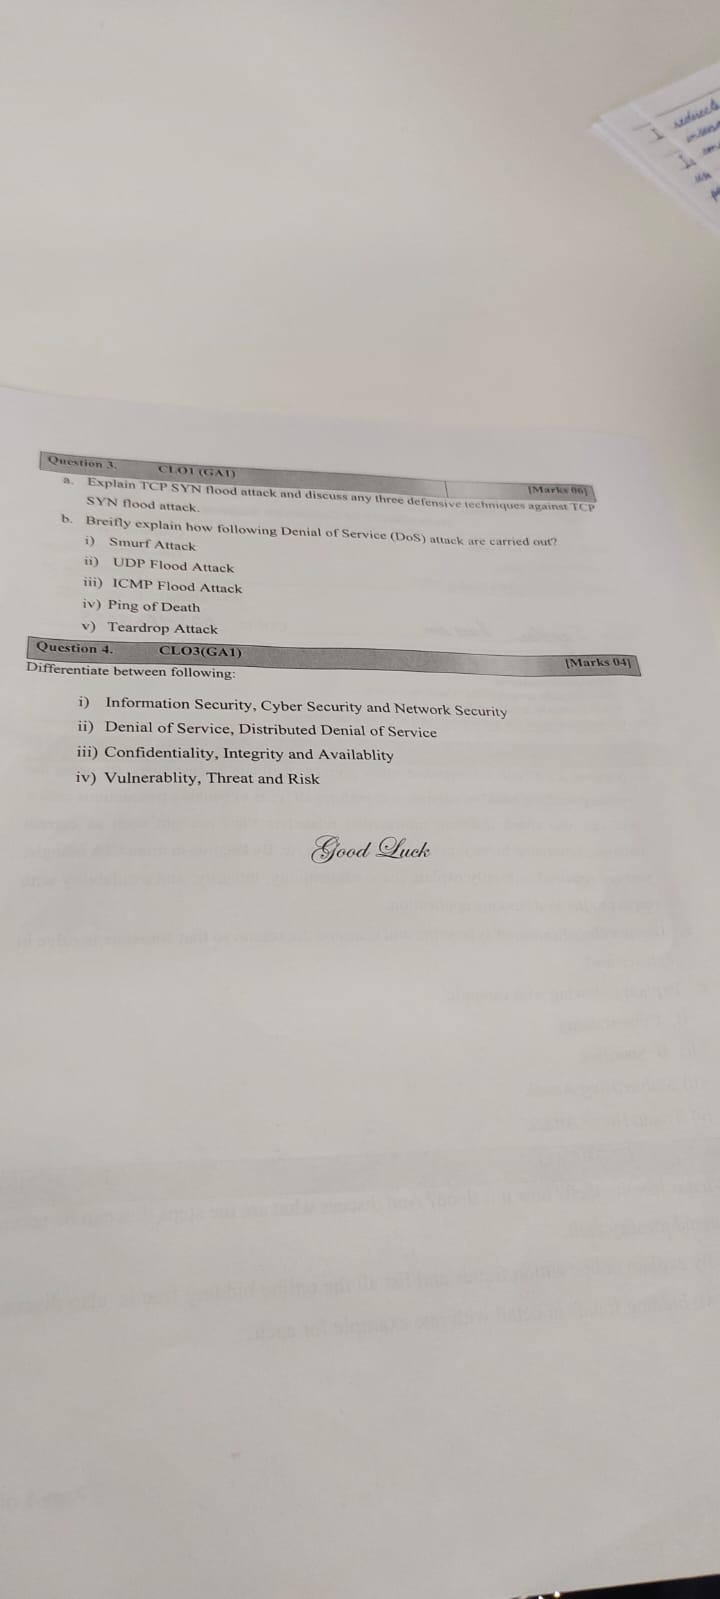 Question 3. CLO1 (GA1) [Marks 06]
a. Explain TCP SYN flood attack and discuss any three defensive techniques against TCP
SYN flood attack.
b. Breifly explain how following Denial of Service (DoS) attack are carried out?
i) Smurf Attack
ii) UDP Flood Attack
iii) ICMP Flood Attack
iv) Ping of Death
v) Teardrop Attack
Question 4. CLO3(GA1) [Marks 04]
Differentiate between following:
i) Information Security, Cyber Security and Network Security
ii) Denial of Service, Distributed Denial of Service
iii) Confidentiality, Integrity and Availablity
iv) Vulnerablity, Threat and Risk
Good Luck